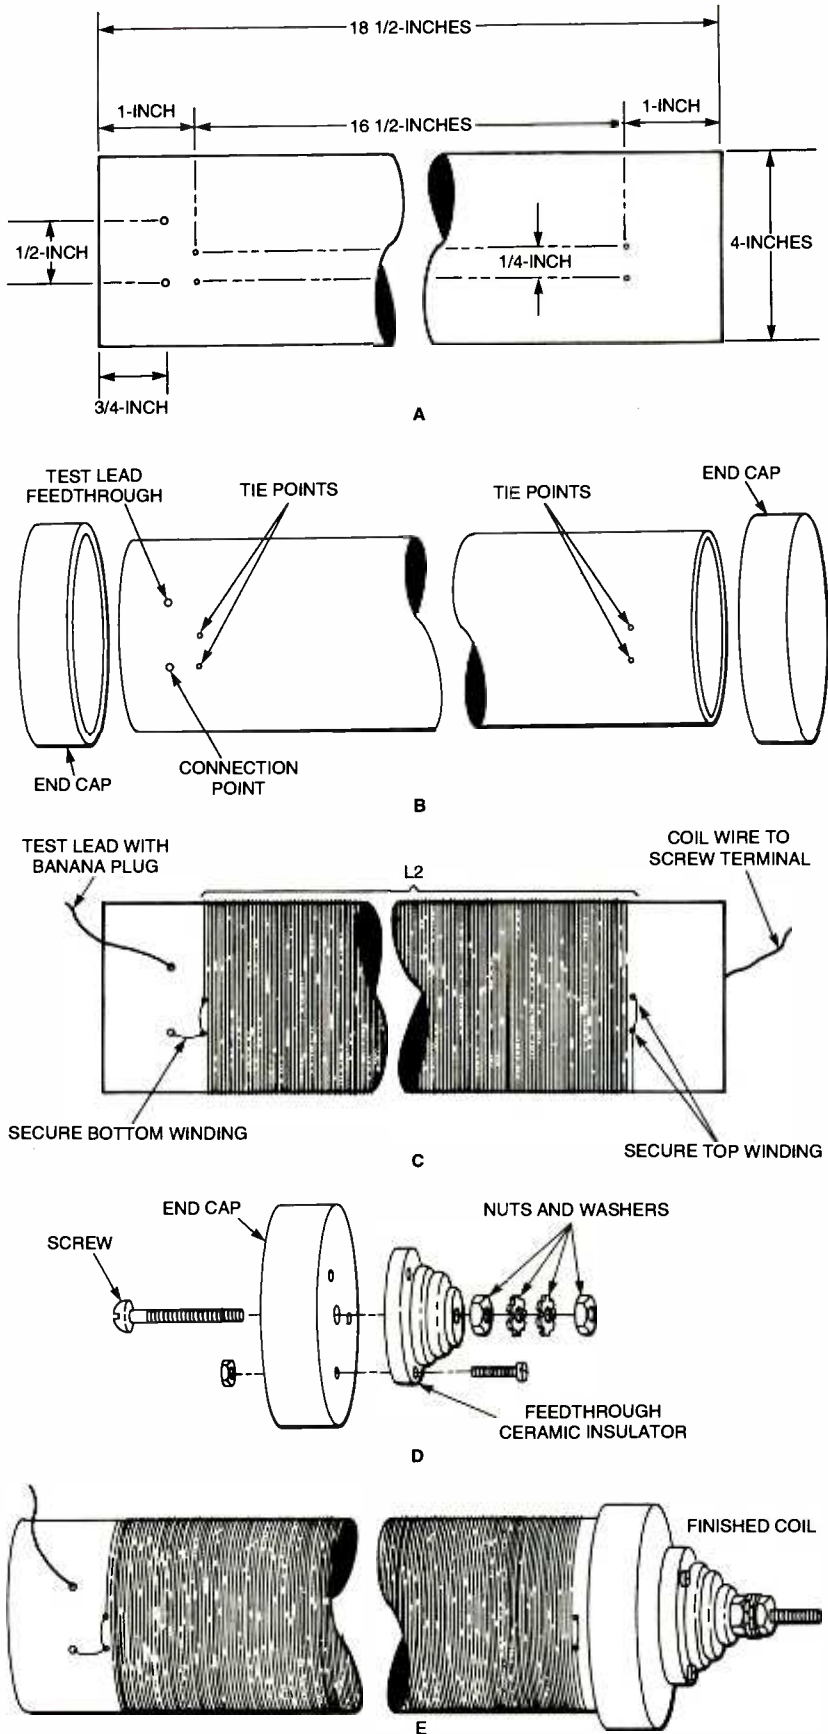 18 1/2-INCHES
1-INCH
16 1/2-INCHES
1-INCH
1/2-INCH
1/4-INCH
4-INCHES
3/4-INCH
A
TEST LEAD
FEEDTHROUGH
TIE POINTS
TIE POINTS
END CAP
END CAP
CONNECTION
POINT
B
TEST LEAD WITH
BANANA PLUG
L2
COIL WIRE TO
SCREW TERMINAL
SECURE BOTTOM WINDING
SECURE TOP WINDING
C
END CAP
NUTS AND WASHERS
SCREW
FEEDTHROUGH
CERAMIC INSULATOR
D
FINISHED COIL
E